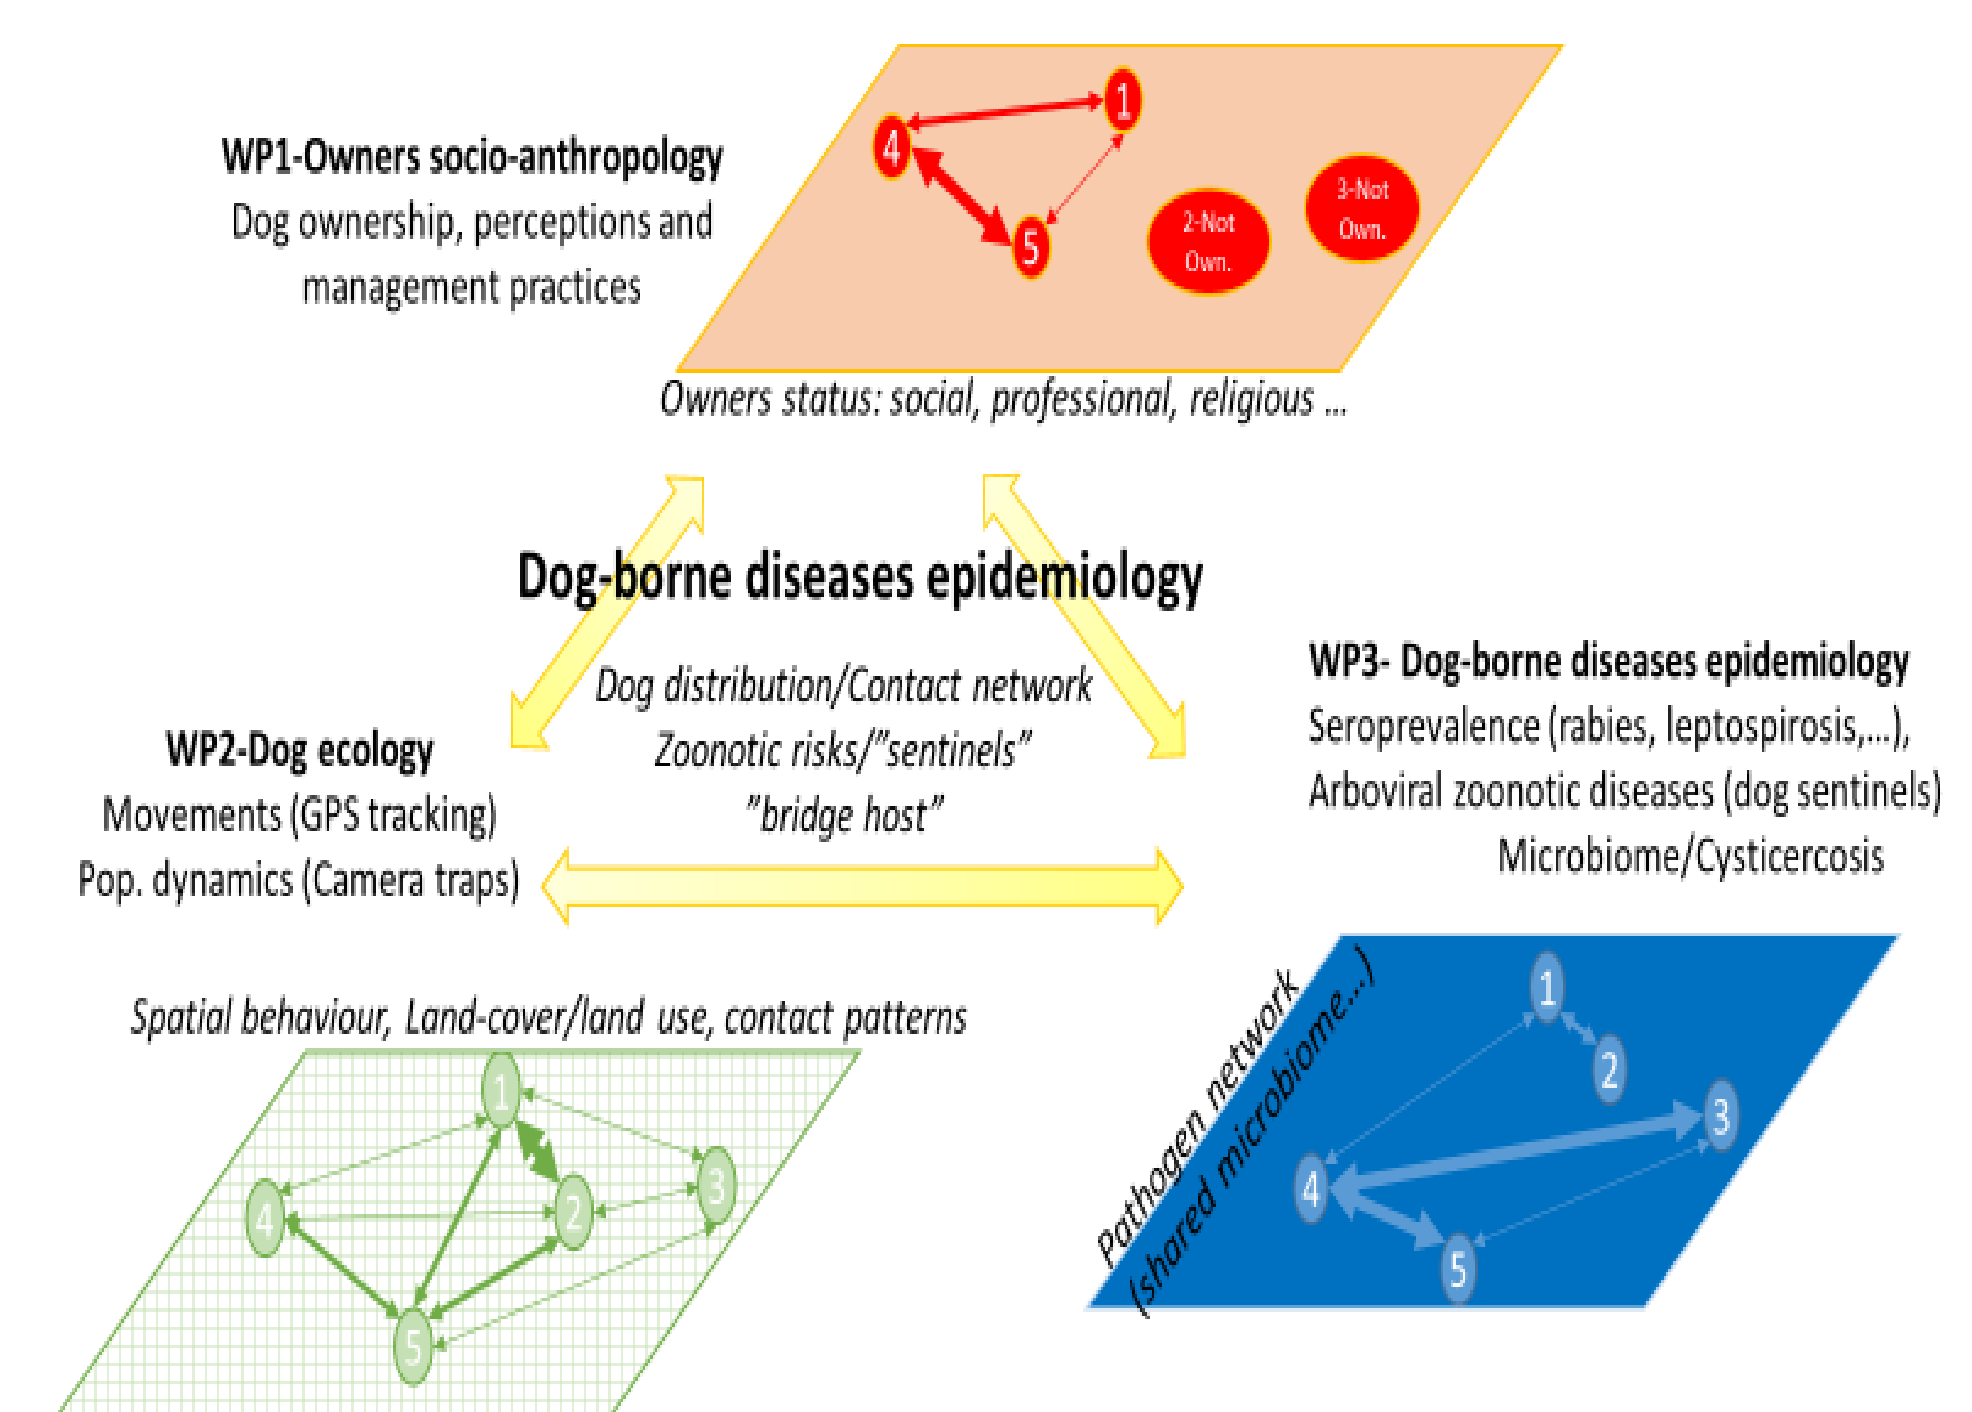 1
4
5
2-Not
Own.
3-Not
Own.
WP1-Owners socio-anthropology
Dog ownership, perceptions and
management practices
Owners status: social, professional, religious ...
Dog-borne diseases epidemiology
Dog distribution/Contact network
Zoonotic risks/"sentinels"
"bridge host"
WP2-Dog ecology
Movements (GPS tracking)
Pop. dynamics (Camera traps)
WP3- Dog-borne diseases epidemiology
Seroprevalence (rabies, leptospirosis,...),
Arboviral zoonotic diseases (dog sentinels)
Microbiome/Cysticercosis
Spatial behaviour, Land-cover/land use, contact patterns
1
2
3
4
5
Pathogen network
(shared microbiome...)
1
2
3
4
5